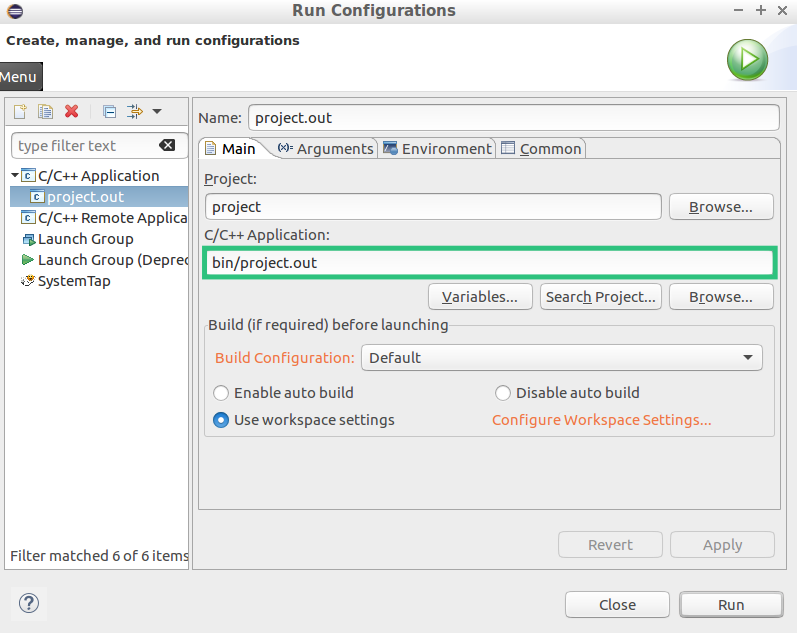 Run Configurations
Create, manage, and run configurations
Menu
type filter text
C/C++ Application
project.out
C/C++ Remote Applica
Launch Group
Launch Group (Deprec
SystemTap
Filter matched 6 of 6 items
Name: project.out
Main (x)= Arguments Environment Common
Project:
project Browse...
C/C++ Application:
bin/project.out
Variables... Search Project... Browse...
Build (if required) before launching
Build Configuration: Default
Enable auto build Disable auto build
Use workspace settings Configure Workspace Settings...
Revert Apply
? Close Run